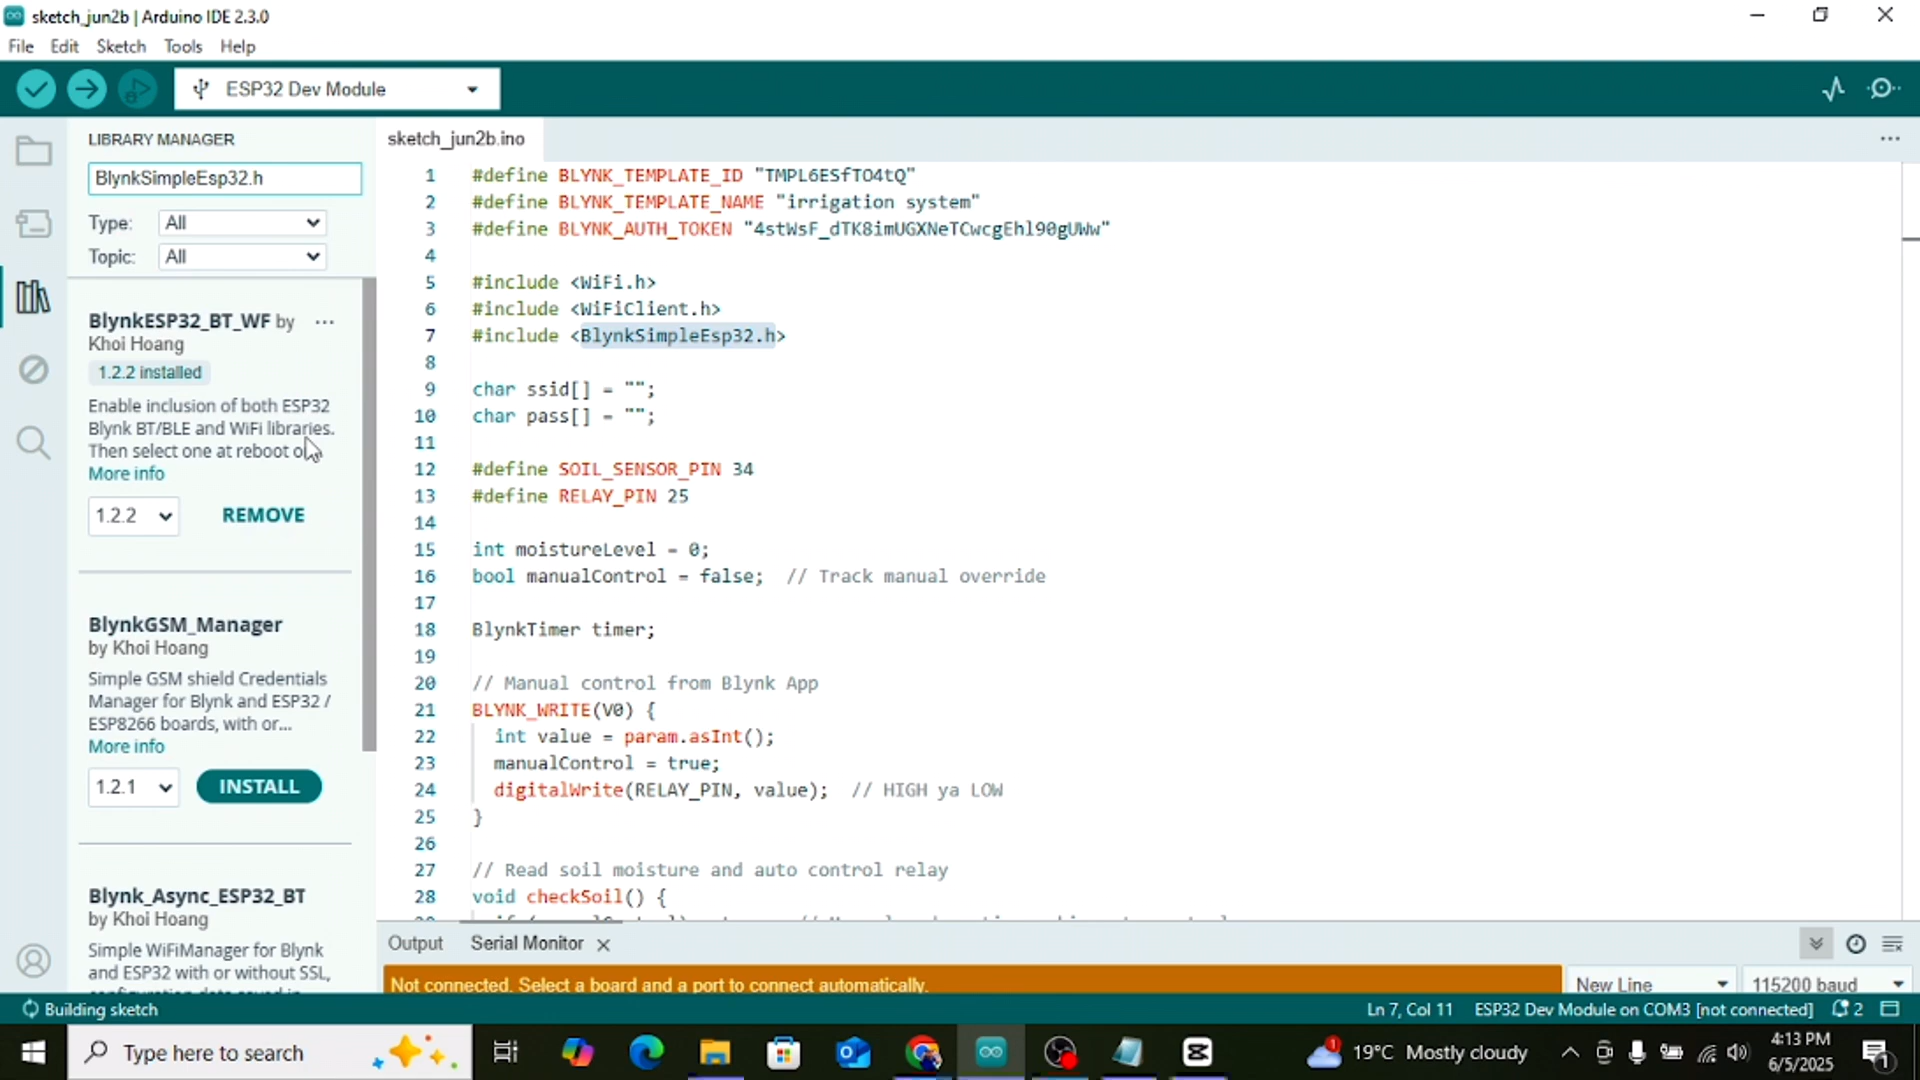 sketch_jun2b | Arduino IDE 2.3.0
File Edit Sketch Tools Help
ESP32 Dev Module
LIBRARY MANAGER
BlynkSimpleEsp32.h
Type: All
Topic: All
BlynkESP32_BT_WF by
Khoi Hoang
1.2.2 installed
Enable inclusion of both ESP32
Blynk BT/BLE and WiFi libraries.
Then select one at reboot o
More info
1.2.2 REMOVE
BlynkGSM_Manager
by Khoi Hoang
Simple GSM shield Credentials
Manager for Blynk and ESP32 /
ESP8266 boards, with or...
More info
1.2.1 INSTALL
Blynk_Async_ESP32_BT
by Khoi Hoang
Simple WiFiManager for Blynk
and ESP32 with or without SSL,
sketch_jun2b.ino
1 #define BLYNK_TEMPLATE_ID "TMPL6ESfTO4tQ"
2 #define BLYNK_TEMPLATE_NAME "irrigation system"
3 #define BLYNK_AUTH_TOKEN "4stWsF_dTK8imUGXNeTCwcgEhl90gUWw"
4
5 #include <WiFi.h>
6 #include <WiFiClient.h>
7 #include <BlynkSimpleEsp32.h>
8
9 char ssid[] = "";
10 char pass[] = "";
11
12 #define SOIL_SENSOR_PIN 34
13 #define RELAY_PIN 25
14
15 int moistureLevel = 0;
16 bool manualControl = false; // Track manual override
17
18 BlynkTimer timer;
19
20 // Manual control from Blynk App
21 BLYNK_WRITE(V0) {
22 int value = param.asInt();
23 manualControl = true;
24 digitalWrite(RELAY_PIN, value); // HIGH ya LOW
25 }
26
27 // Read soil moisture and auto control relay
28 void checkSoil() {
Output Serial Monitor
Not connected. Select a board and a port to connect automatically.
New Line 115200 baud
Building sketch
Ln 7, Col 11 ESP32 Dev Module on COM3 [not connected] 2
Type here to search
19°C Mostly cloudy
4:13 PM
6/5/2025
1